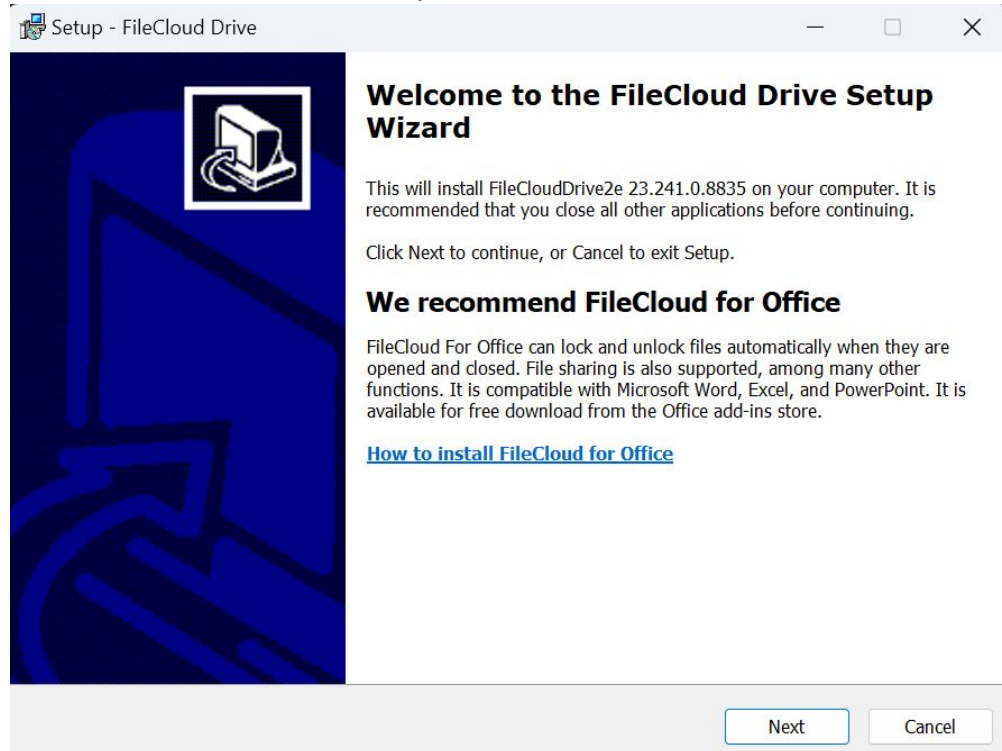 Setup - FileCloud Drive
Welcome to the FileCloud Drive Setup
Wizard
This will install FileCloudDrive2e 23.241.0.8835 on your computer. It is
recommended that you close all other applications before continuing.
Click Next to continue, or Cancel to exit Setup.
We recommend FileCloud for Office
FileCloud For Office can lock and unlock files automatically when they are
opened and closed. File sharing is also supported, among many other
functions. It is compatible with Microsoft Word, Excel, and PowerPoint. It is
available for free download from the Office add-ins store.
How to install FileCloud for Office
Next
Cancel